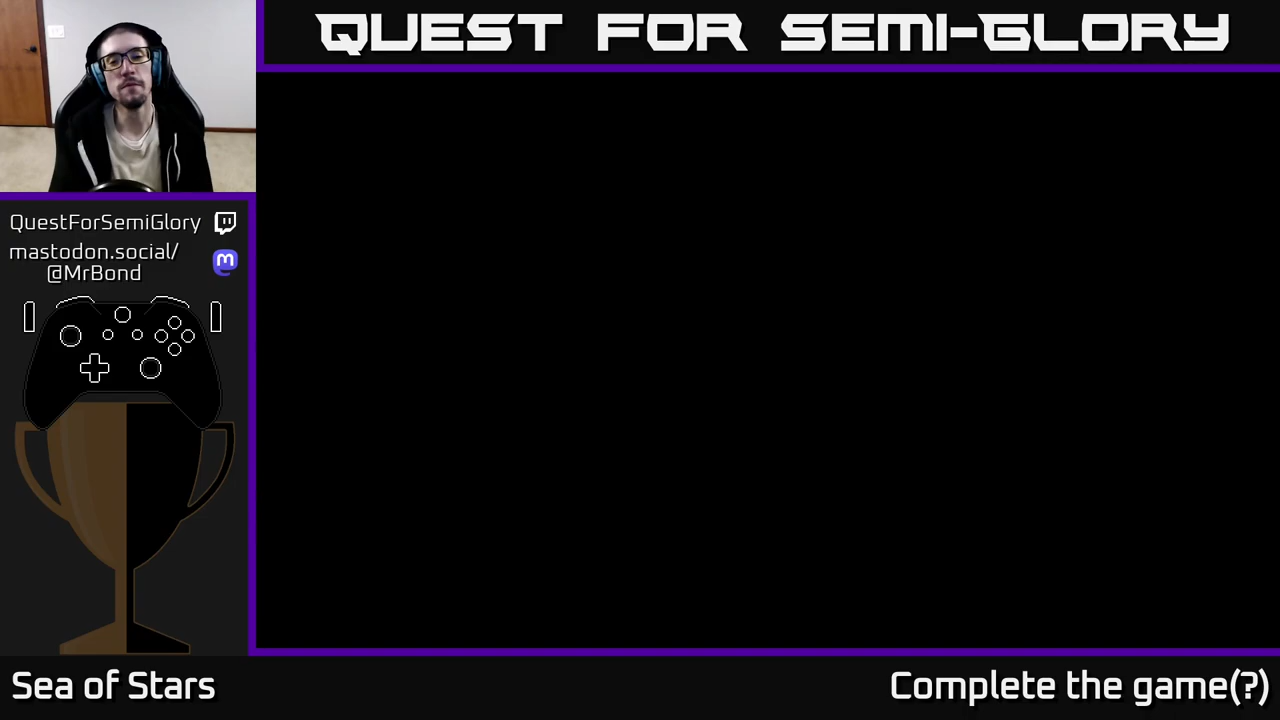 QUEST FOR SEMI-GLORY
QuestForSemiGlory
mastodon.social/
@MrBond
Sea of Stars
Complete the game(?)